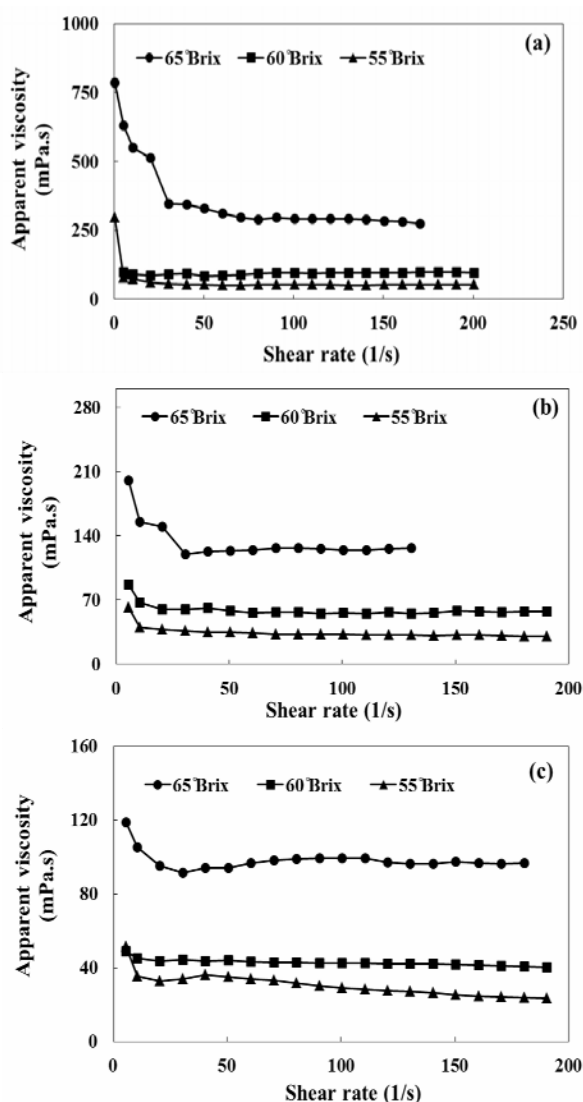 (a)
65°Brix 60°Brix 55°Brix
Apparent viscosity
(mPa.s)
1000
750
500
250
0
0 50 100 150 200 250
Shear rate (1/s)
(b)
65°Brix 60°Brix 55°Brix
Apparent viscosity
(mPa.s)
280
210
140
70
0
0 50 100 150 200
Shear rate (1/s)
(c)
65°Brix 60°Brix 55°Brix
Apparent viscosity
(mPa.s)
160
120
80
40
0
0 50 100 150 200
Shear rate (1/s)